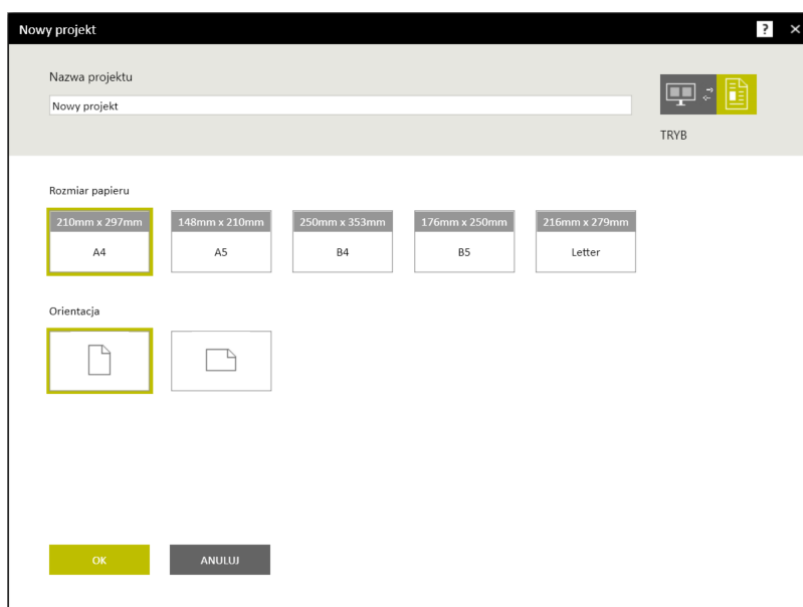 Nowy projekt
?
Nazwa projektu
Nowy projekt
TRYB
Rozmiar papieru
210mm x 297mm
A4
148mm x 210mm
A5
250mm x 353mm
B4
176mm x 250mm
B5
216mm x 279mm
Letter
Orientacja
OK
ANULUJ